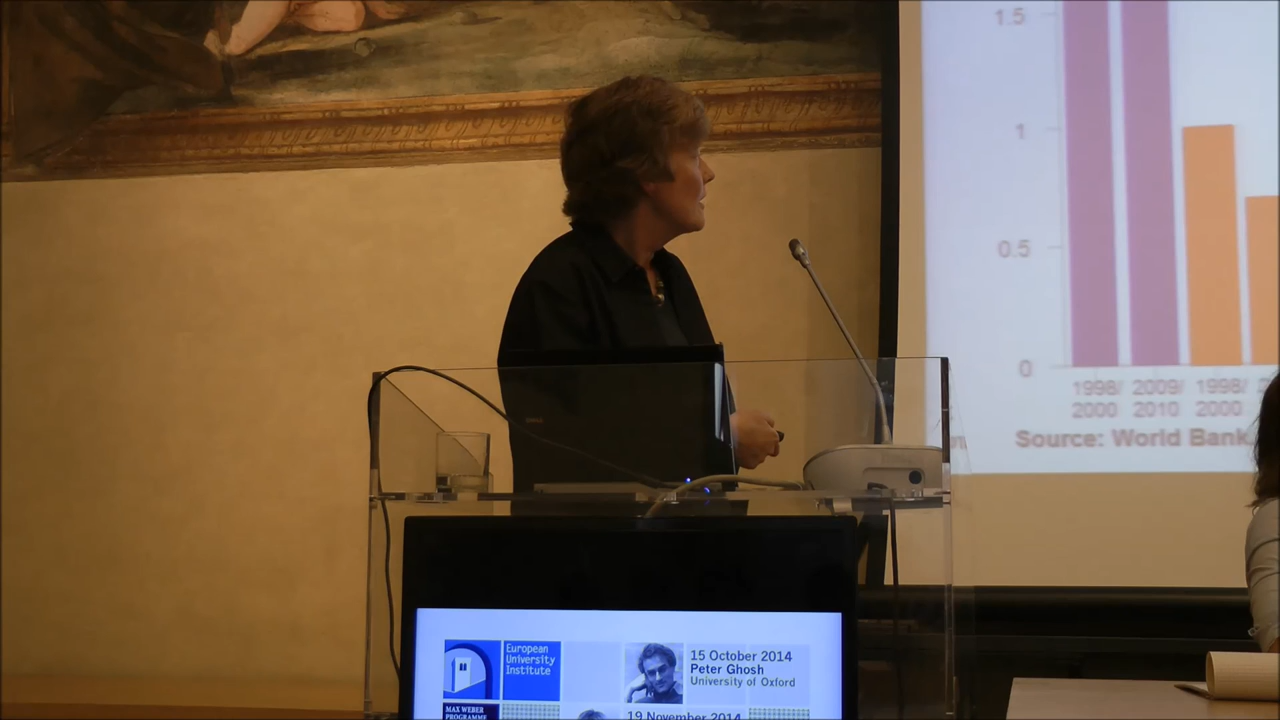 1.5
1
0.5
0
1998/ 2009/ 1998/
2000 2010 2000
Source: World Bank
European
University
Institute
15 October 2014
Peter Ghosh
University of Oxford
MAX WEBER
PROGRAMME
19 November 2014